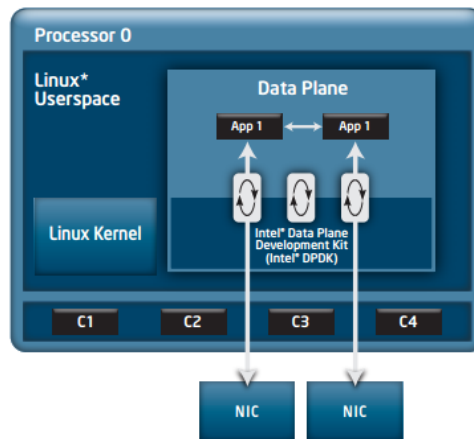 Processor 0
Linux*
Userspace
Data Plane
App 1
App 1
Linux Kernel
Intel® Data Plane
Development Kit
(Intel® DPDK)
C1
C2
C3
C4
NIC
NIC